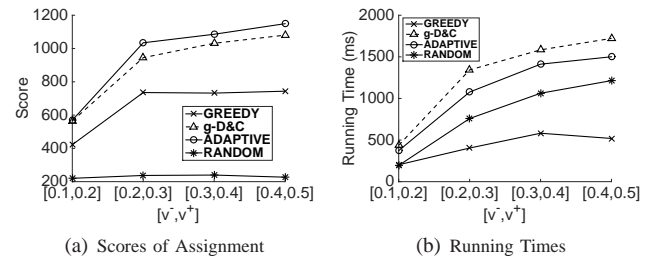 1200
1000
800
600
400
200
Score
GREEDY
g-D&C
ADAPTIVE
RANDOM
[0.1,0.2] [0.2,0.3] [0.3,0.4] [0.4,0.5]
[v-,v+]
(a) Scores of Assignment
2000
1500
1000
500
0
Running Time (ms)
GREEDY
g-D&C
ADAPTIVE
RANDOM
[0.1,0.2] [0.2,0.3] [0.3,0.4] [0.4,0.5]
[v-,v+]
(b) Running Times